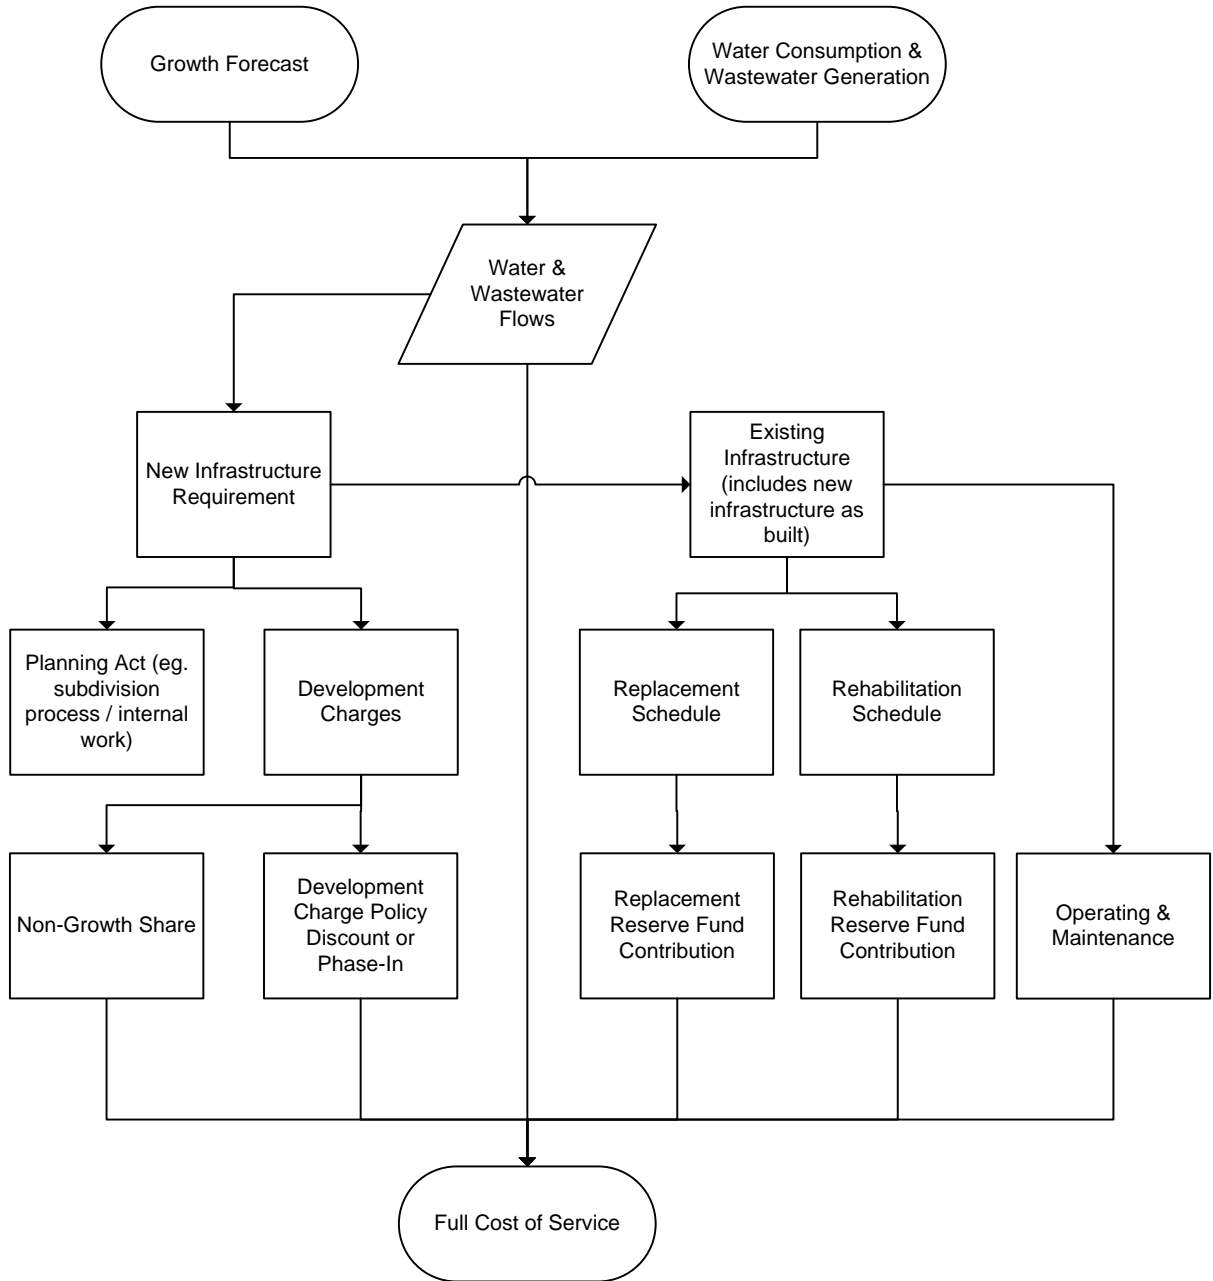 Growth Forecast
Water Consumption &
Wastewater Generation
Water &
Wastewater
Flows
New Infrastructure
Requirement
Existing
Infrastructure
(includes new
infrastructure as
built)
Planning Act (eg.
subdivision
process / internal
work)
Development
Charges
Replacement
Schedule
Rehabilitation
Schedule
Non-Growth Share
Development
Charge Policy
Discount or
Phase-In
Replacement
Reserve Fund
Contribution
Rehabilitation
Reserve Fund
Contribution
Operating &
Maintenance
Full Cost of Service